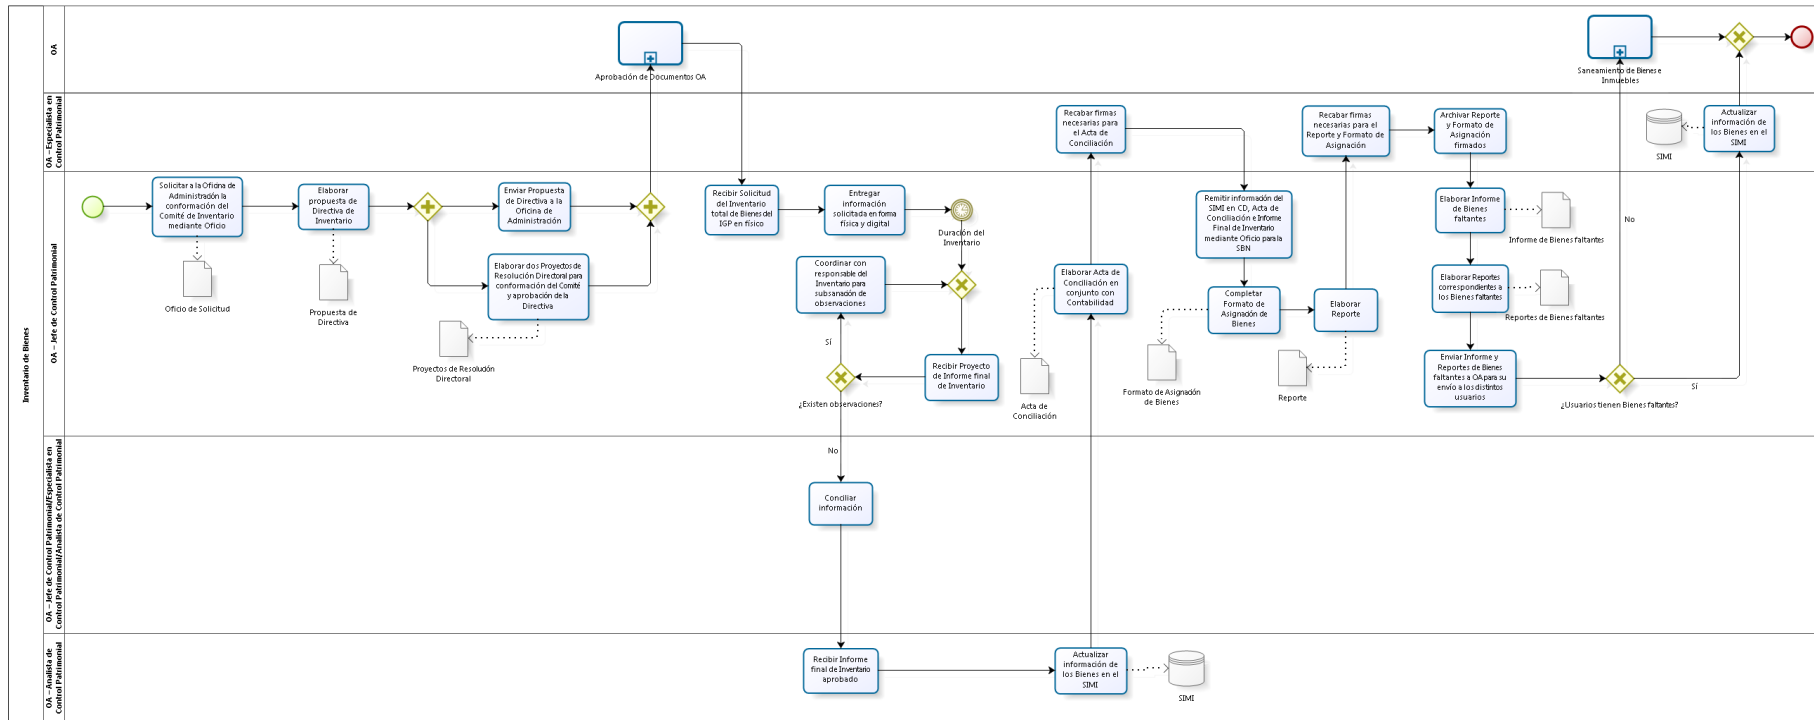 Inventario de Bienes
OA
Aprobación de Documentos OA
Saneamiento de Biene e
Inmuebles
OA – Especialista en
Control Patrimonial
Recabar firmas
necesarias para
el Acta de
Conciliación
Recabar firmas
necesarias para el
Reporte y Formato de
Asignación
Archivar Reporte
y Formato de
Asignación
firmados
SIMI
Actualizar
información de
los Bienes en el
SIMI
OA – Jefe de Control Patrimonial
Solicitar a la Oficina de
Administración la
conformación del
Comité de Inventario
mediante Oficio
Oficio de Solicitud
Elaborar
propuesta de
Directiva de
Inventario
Propuesta de
Directiva
Enviar Propuesta
de Directiva a la
Oficina de
Administración
Elaborar dos Proyectos de
Resolución Directoral para
conformación del Comité
y aprobación de la
Directiva
Proyectos de Resolución
Directoral
Recibir Solicitud
del Inventario
total de Bienes del
IGP en físico
Entregar
información
solicitada en forma
física y digital
Duración del
Inventario
Coordinar con
responsable del
Inventario para
subsanación de
observaciones
Sí
¿Existen observaciones?
No
Recibir Proyecto
de Informe final
de Inventario
Elaborar Acta de
Conciliación en
conjunto con
Contabilidad
Acta de
Conciliación
Remitir información del
SIMI en CD, Acta de
Conciliación e Informe
Final de Inventario
mediante Oficio para la
SBN
Completar
Formato de
Asignación de
Bienes
Formato de Asignación
de Bienes
Elaborar
Reporte
Reporte
Elaborar Informe
de Bienes
faltantes
Informe de Bienes faltantes
Elaborar Reportes
correspondientes a
los Bienes faltantes
Reportes de Bienes faltantes
Enviar Informe y
Reportes de Bienes
faltantes a OA para su
envío a los distintos
usuarios
¿Usuarios tienen Bienes faltantes?
No
Sí
OA – Jefe de Control Patrimonial/Especialista en
Control Patrimonial/Analista de Control Patrimonial
Conciliar
información
OA – Analista de
Control Patrimonial
Recibir Informe
final de Inventario
aprobado
Actualizar
información de
los Bienes en el
SIMI
SIMI